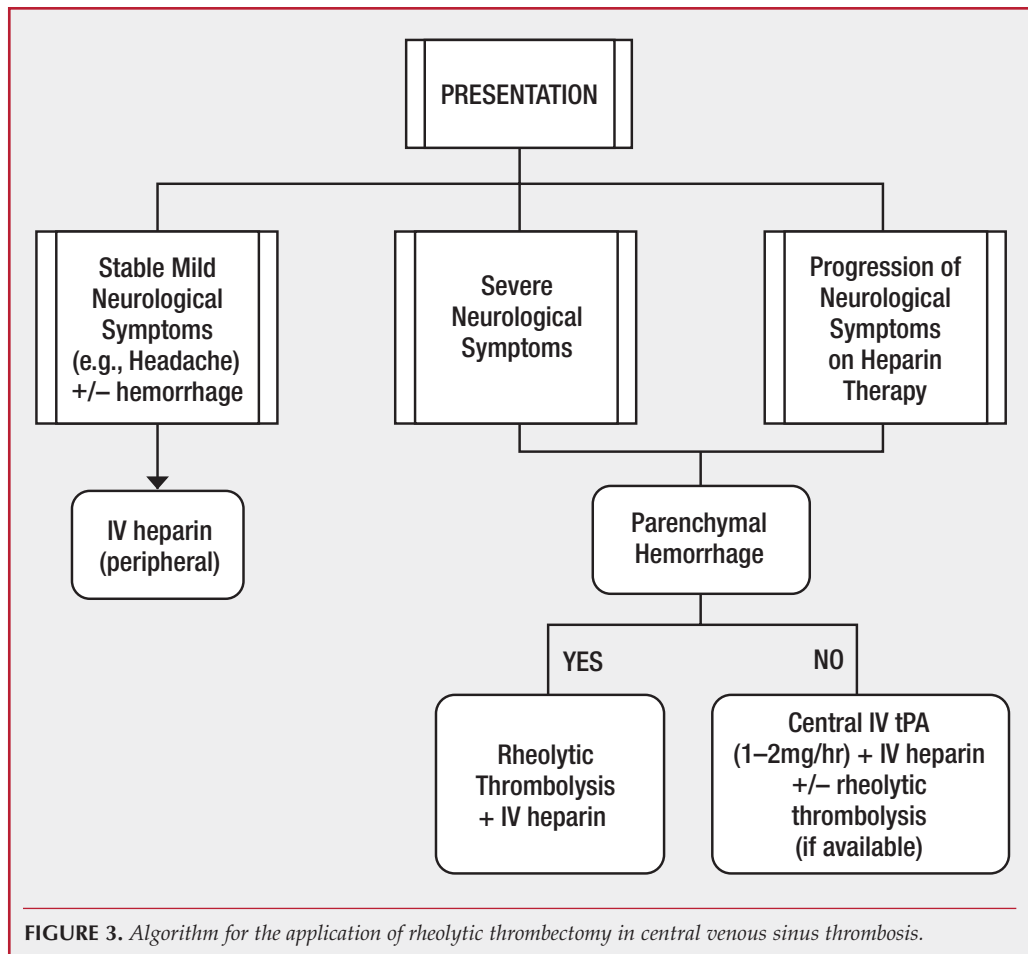 PRESENTATION
Stable Mild
Neurological
Symptoms
(e.g., Headache)
+/– hemorrhage
Severe
Neurological
Symptoms
Progression of
Neurological
Symptoms
on Heparin
Therapy
IV heparin
(peripheral)
Parenchymal
Hemorrhage
YES
NO
Rheolytic
Thrombolysis
+ IV heparin
Central IV tPA
(1–2mg/hr) + IV heparin
+/– rheolytic
thrombolysis
(if available)
FIGURE 3. Algorithm for the application of rheolytic thrombectomy in central venous sinus thrombosis.